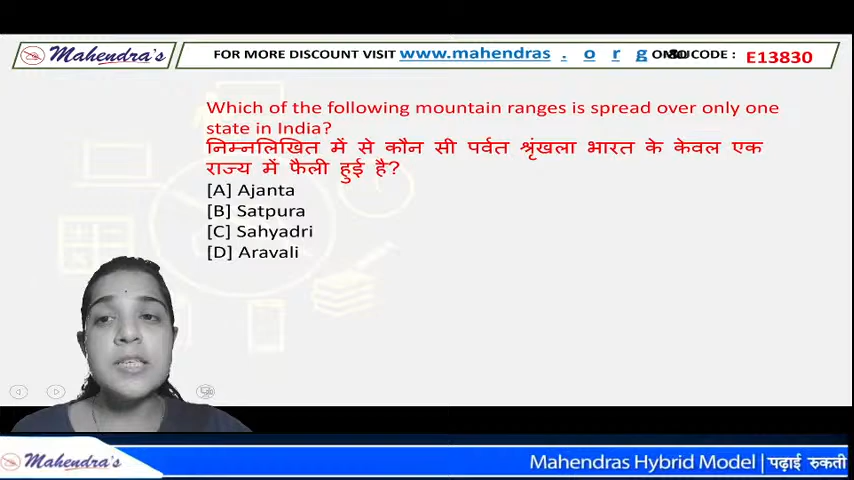 Mahendra's
FOR MORE DISCOUNT VISIT www.mahendras . o r g CODE : E13830
Which of the following mountain ranges is spread over only one
state in India?
निम्नलिखित में से कौन सी पर्वत श्रृंखला भारत के केवल एक
राज्य में फैली हुई है?
[A] Ajanta
[B] Satpura
[C] Sahyadri
[D] Aravali
Mahendra's
Mahendras Hybrid Model | पढ़ाई रुकती